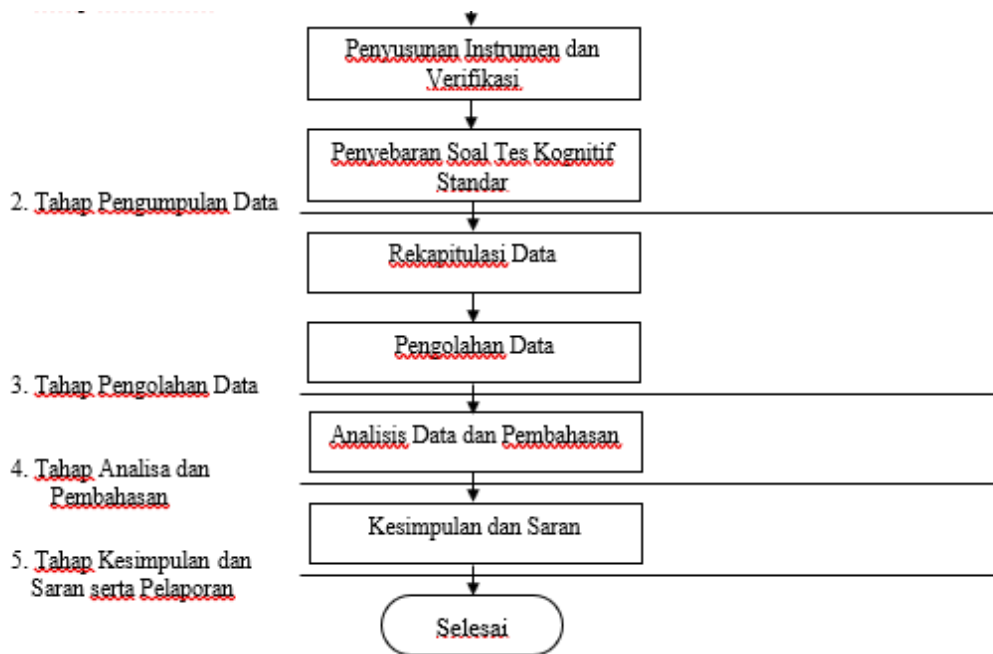 Penyusunan Instrumen dan
Verifikasi
Penyebaran Soal Tes Kognitif
Standar
2. Tahap Pengumpulan Data
Rekapitulasi Data
Pengolahan Data
3. Tahap Pengolahan Data
Analisis Data dan Pembahasan
4. Tahap Analisa dan
Pembahasan
Kesimpulan dan Saran
5. Tahap Kesimpulan dan
Saran serta Pelaporan
Selesai